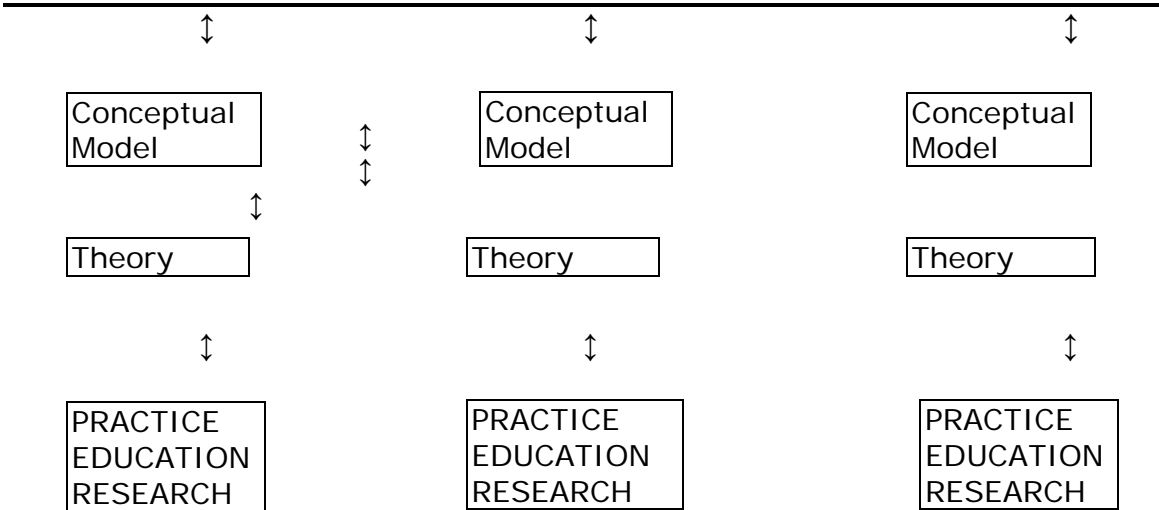 ↕ ↕ ↕
Conceptual
Model
Conceptual
Model
Conceptual
Model
↕
↕
↕
Theory
Theory
Theory
↕ ↕ ↕
PRACTICE
EDUCATION
RESEARCH
PRACTICE
EDUCATION
RESEARCH
PRACTICE
EDUCATION
RESEARCH